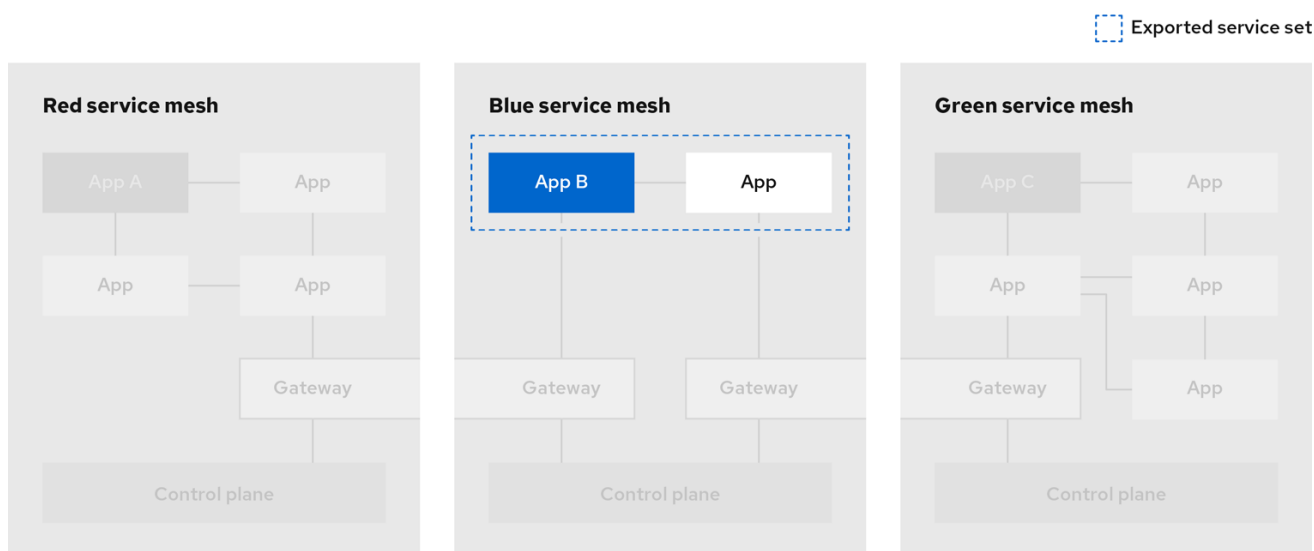 Exported service set
Red service mesh
App A
App
App
App
Gateway
Control plane
Blue service mesh
App B
App
Gateway
Gateway
Control plane
Green service mesh
App C
App
App
App
Gateway
App
Control plane